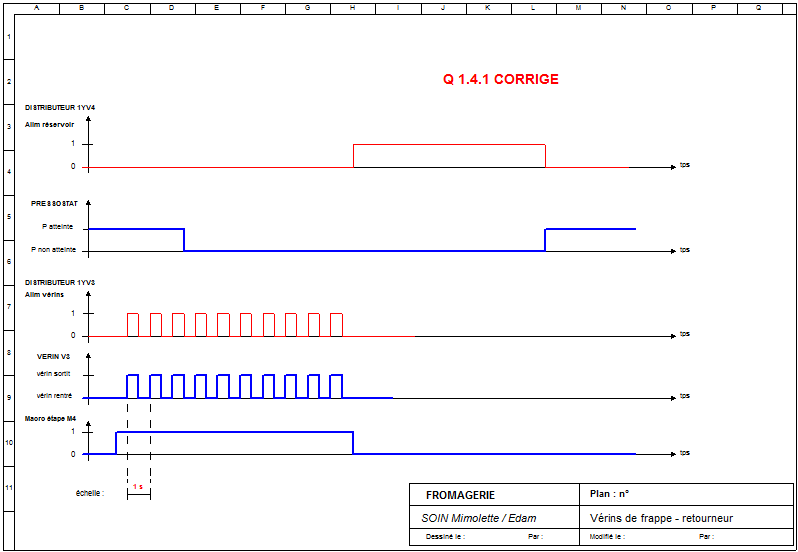 A B C D E F G H I J K L M N O P Q
1
2
3
4
5
6
7
8
9
10
11
Q 1.4.1 CORRIGE
DISTRIBUTEUR 1YV4
Alim réservoir
1
0
tps
PRESSOSTAT
P atteinte
P non atteinte
tps
DISTRIBUTEUR 1YV3
Alim vérins
1
0
tps
VERIN V3
vérin sortit
vérin rentré
tps
Macro étape M4
1
0
tps
échelle :
1 s
FROMAGERIE
Plan : n°
SOIN Mimolette / Edam
Vérins de frappe - retourneur
Dessiné le : Par :
Modifié le : Par :